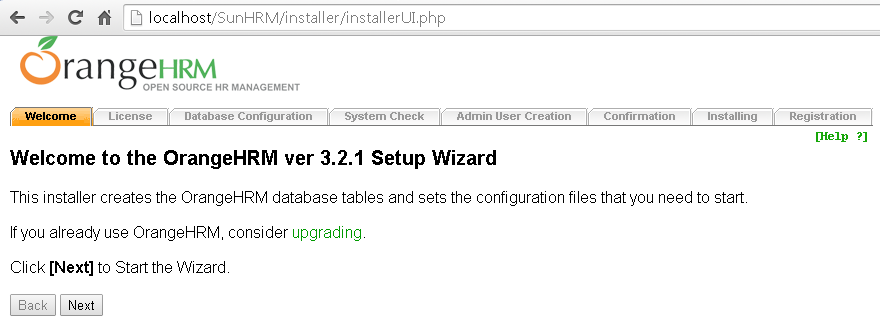 localhost/SunHRM/installer/installerUI.php
OrangeHRM
OPEN SOURCE HR MANAGEMENT
Welcome License Database Configuration System Check Admin User Creation Confirmation Installing Registration
[Help ?]
Welcome to the OrangeHRM ver 3.2.1 Setup Wizard
This installer creates the OrangeHRM database tables and sets the configuration files that you need to start.
If you already use OrangeHRM, consider upgrading.
Click [Next] to Start the Wizard.
Back Next